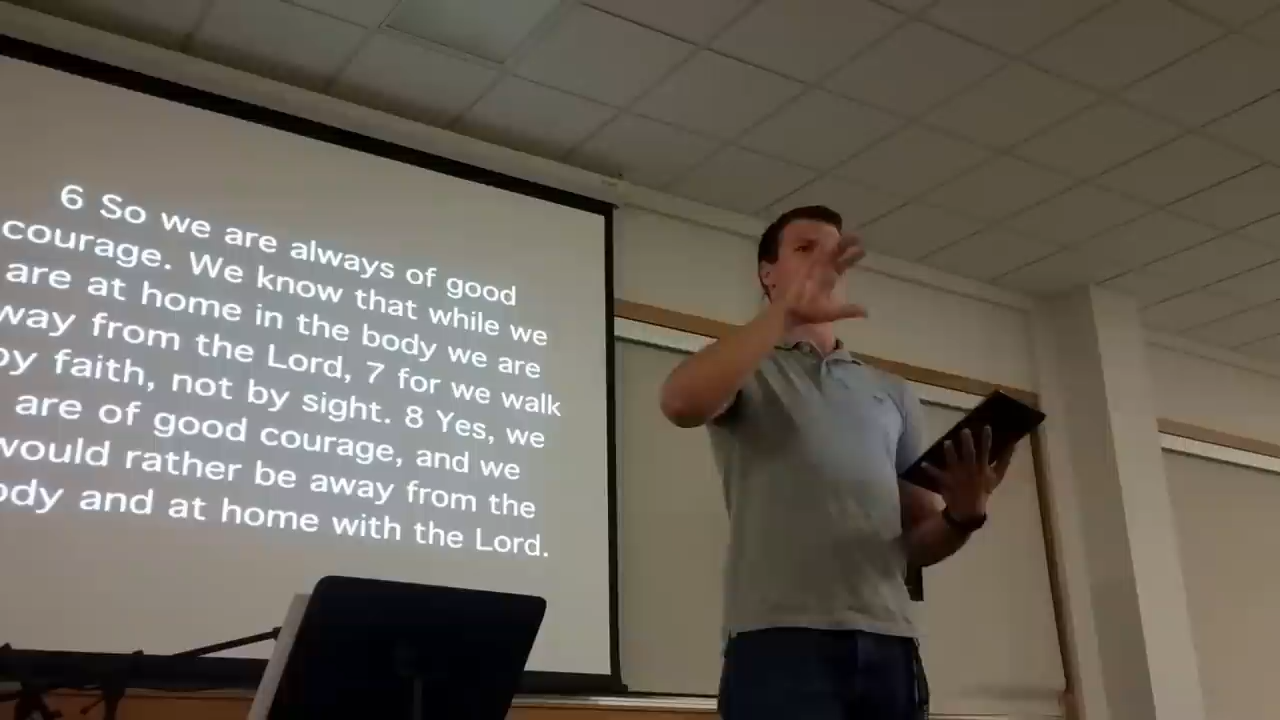 6 So we are always of good
courage. We know that while we
are at home in the body we are
way from the Lord, 7 for we walk
by faith, not by sight. 8 Yes, we
are of good courage, and we
would rather be away from the
ody and at home with the Lord.